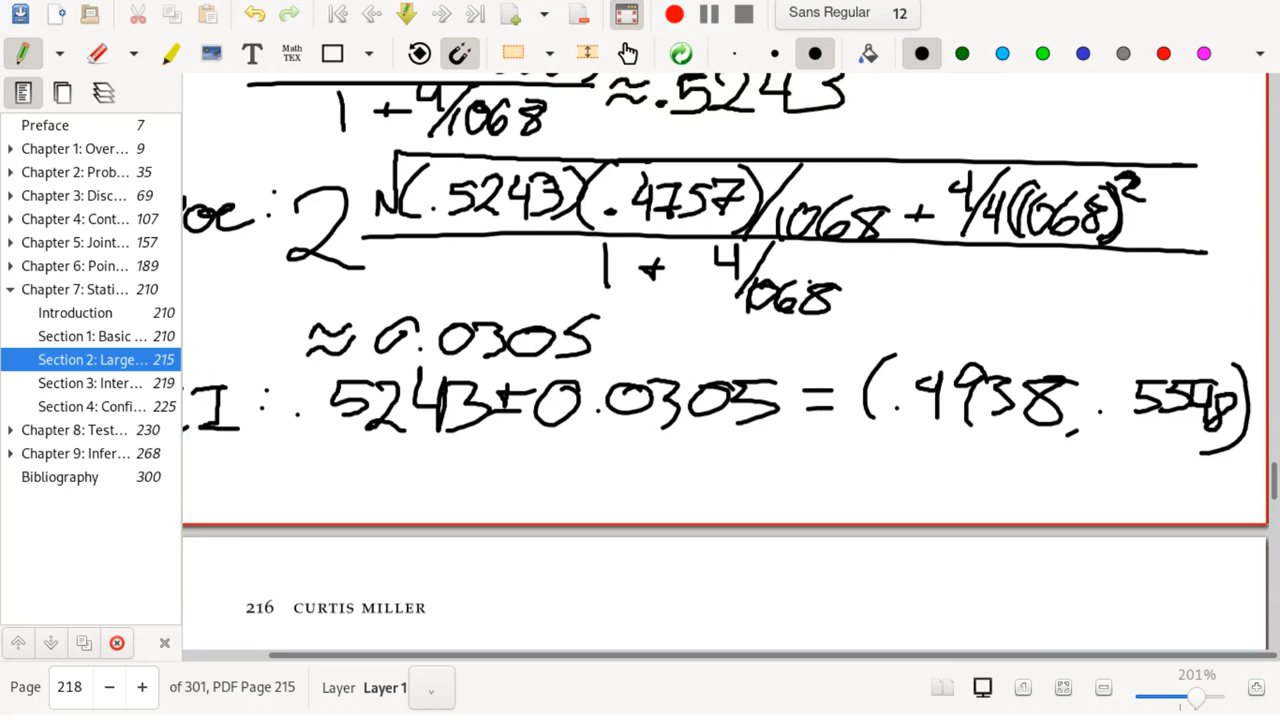 Sans Regular 12
Math
TEX
Preface 7
Chapter 1: Over... 9
Chapter 2: Prob... 35
Chapter 3: Disc... 69
Chapter 4: Cont... 107
Chapter 5: Joint... 157
Chapter 6: Poin... 189
Chapter 7: Stati... 210
Introduction 210
Section 1: Basic ... 210
Section 2: Large... 215
Section 3: Inter... 219
Section 4: Confi... 225
Chapter 8: Test... 230
Chapter 9: Infer... 268
Bibliography 300
1 + 4/1068 ≈ .5243
: 2 √(.5243)(.4757)/1068 + 4/4(1068)²
1 + 4/1068
≈ 0.0305
I : .5243 ± 0.0305 = (.4938, .5548)
216 CURTIS MILLER
Page 218 of 301, PDF Page 215 Layer Layer 1 201%